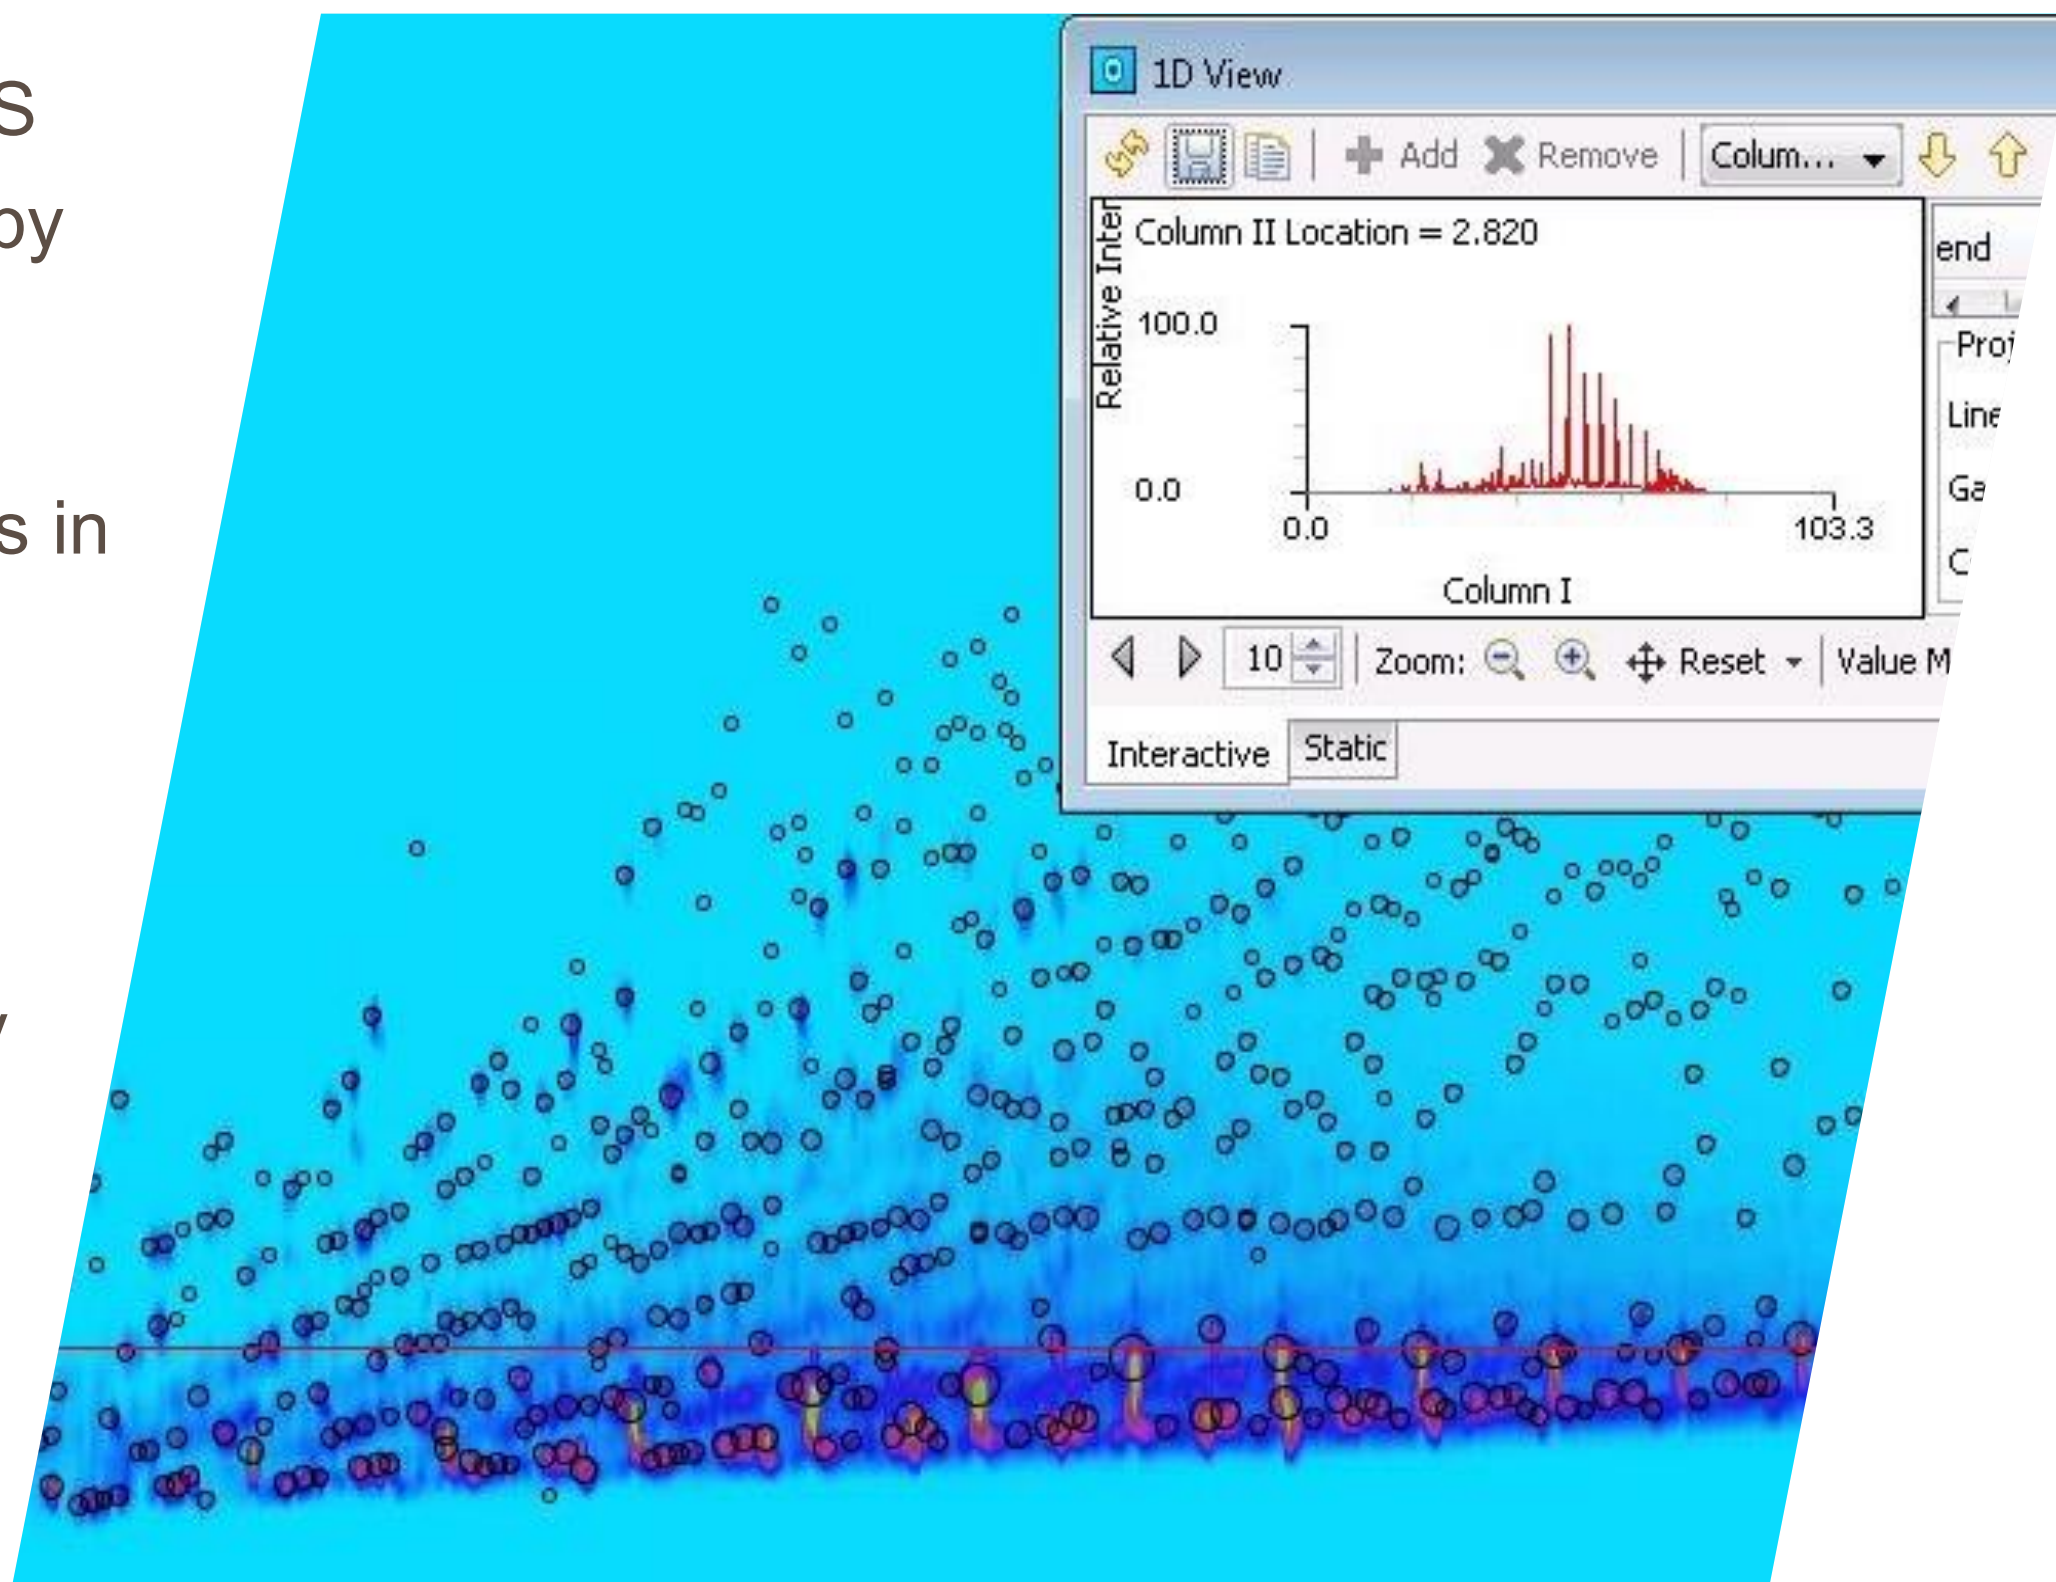 S
by
s in
y
1D View
Add Remove Colum...
Relative Inter
Column II Location = 2.820
100.0
0.0
0.0 103.3
Column I
end
Proj
Line
Ga
C
10 Zoom: Reset Value M
Interactive Static